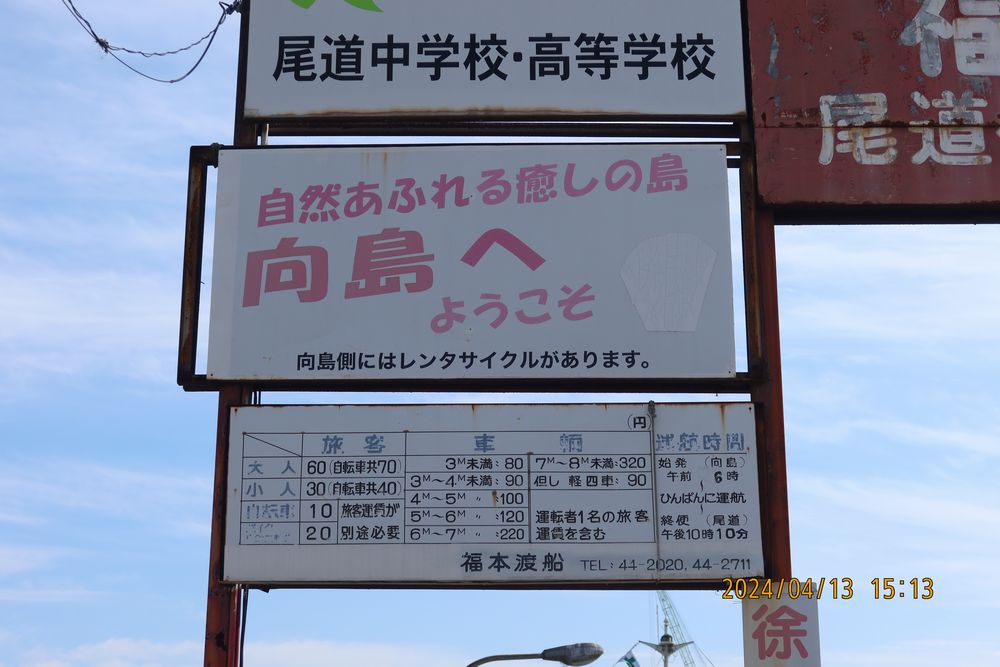 尾道中学校・高等学校
尾道
自然あふれる癒しの島
向島へ
ようこそ
向島側にはレンタサイクルがあります。
(円)
旅客 車輌 運航時間
大人 60(自転車共70) 3M未満:80 7M〜8M未満:320 始発(向島)
小人 30(自転車共40) 3M〜4M未満:90 但し 軽四車:90 午前6時
4M〜5M 〃 :100 ひんぱんに運航
自転車 10 旅客運賃が 5M〜6M 〃 :120 運転者1名の旅客 終便(尾道)
20 別途必要 6M〜7M 〃 :220 運賃を含む 午後10時10分
福本渡船 TEL:44-2020,44-2711
2024/04/13 15:13
徐